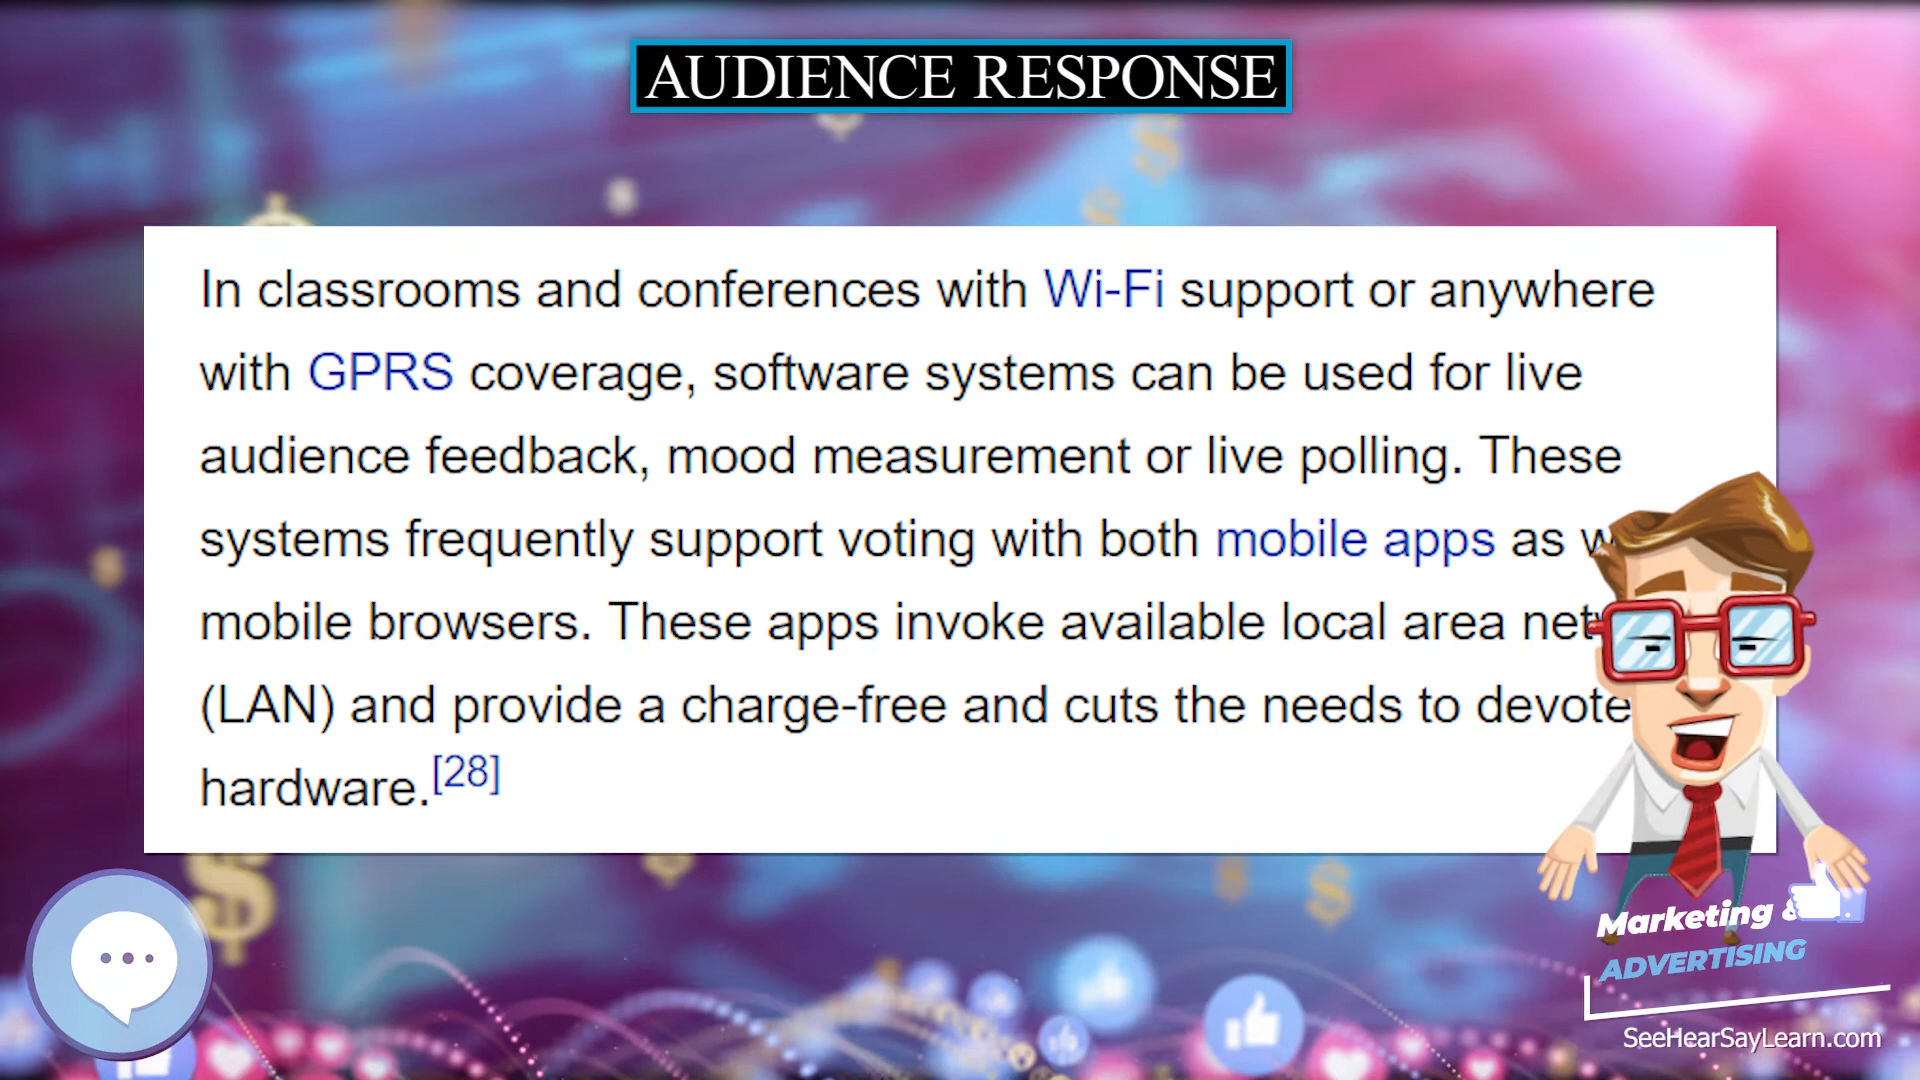 AUDIENCE RESPONSE
In classrooms and conferences with Wi-Fi support or anywhere
with GPRS coverage, software systems can be used for live
audience feedback, mood measurement or live polling. These
systems frequently support voting with both mobile apps as
mobile browsers. These apps invoke available local area
(LAN) and provide a charge-free and cuts the needs to devote
hardware.[28]
Marketing &
ADVERTISING
SeeHearSayLearn.com